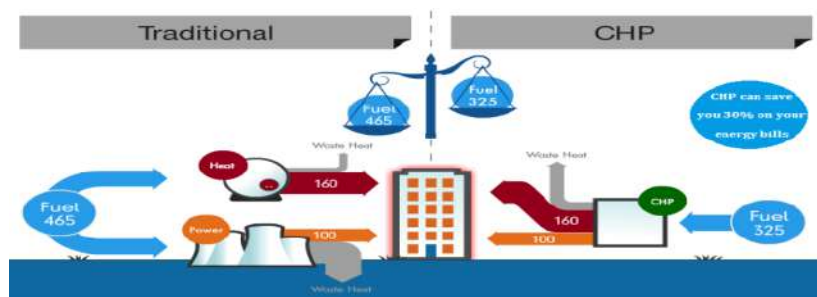 Traditional
CHP
Fuel
465
Fuel
325
CHP can save
you 30% on your
energy bills
Waste Heat
Heat
160
Fuel
465
Power
100
Waste Heat
Waste Heat
CHP
160
100
Fuel
325